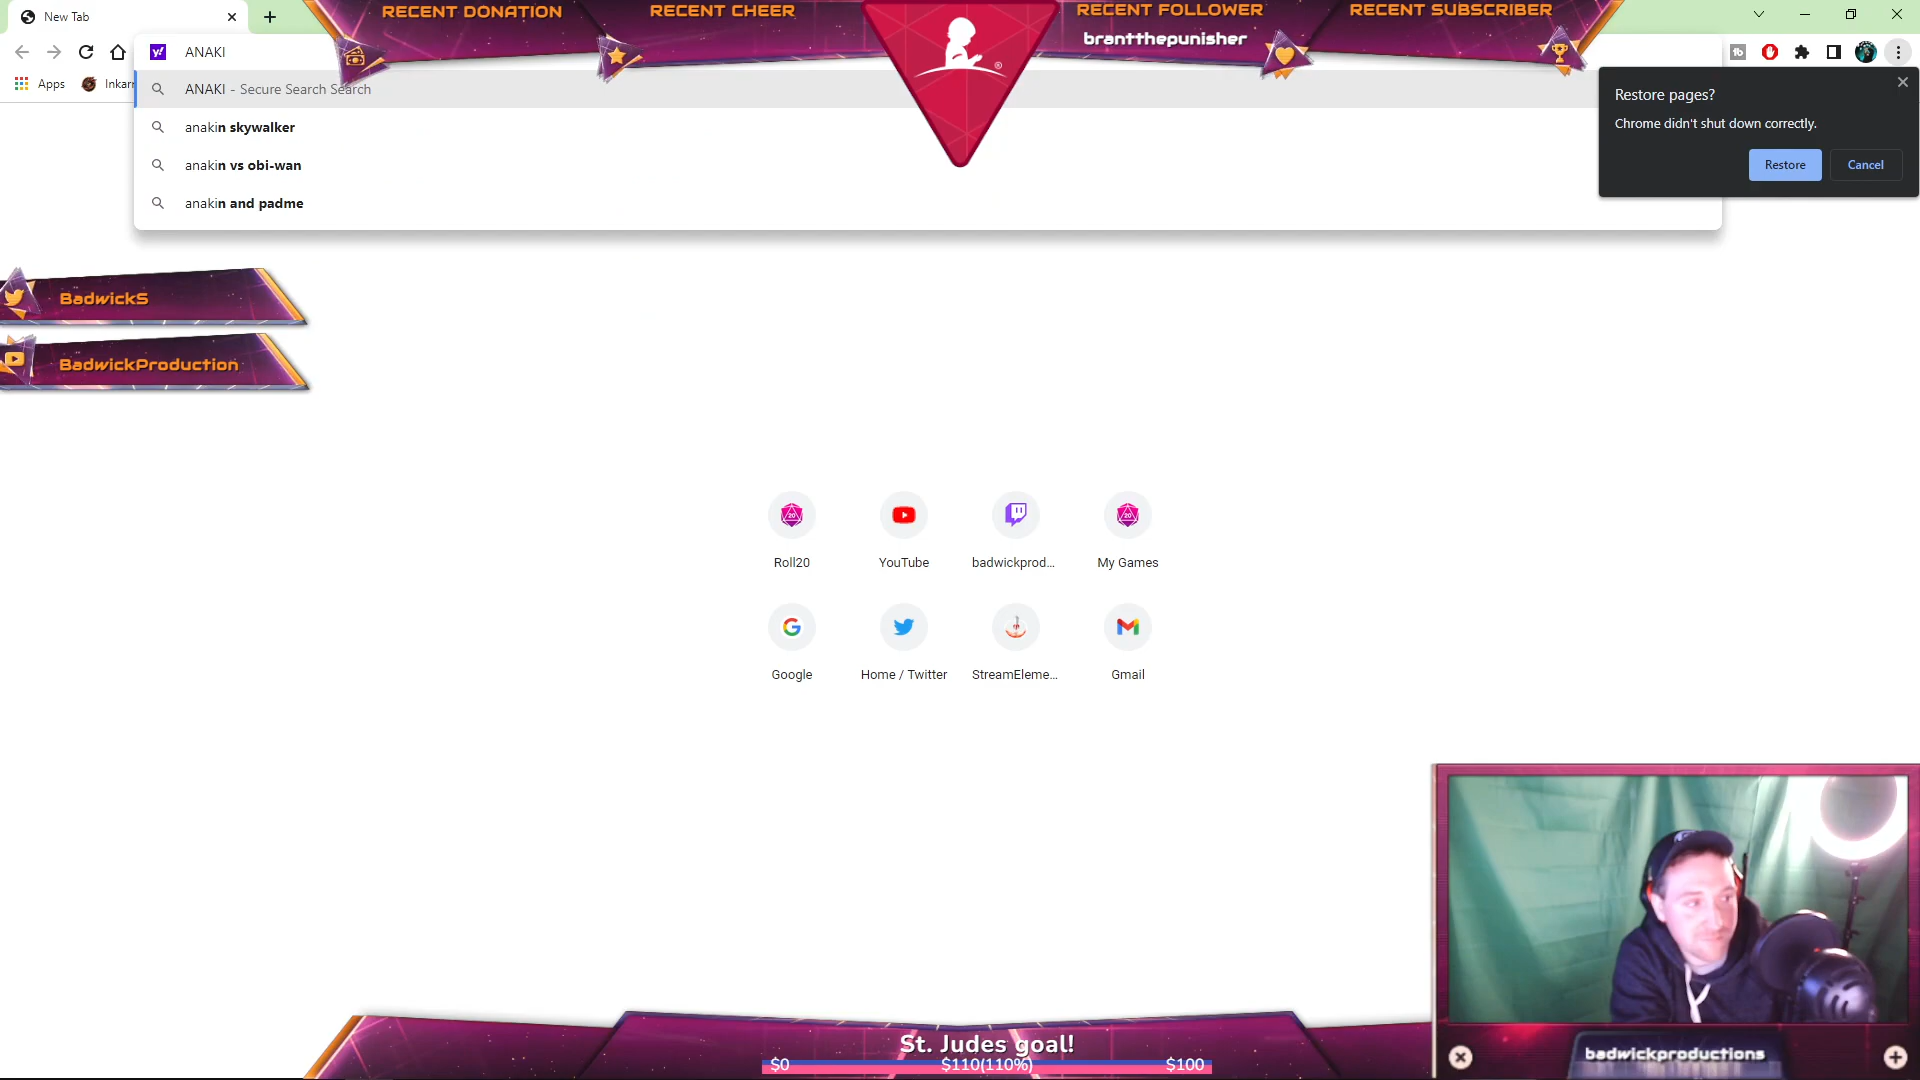 New Tab
RECENT DONATION
RECENT CHEER
RECENT FOLLOWER
brantthepunisher
RECENT SUBSCRIBER
ANAKI
Apps
Inkarn
ANAKI - Secure Search Search
anakin skywalker
anakin vs obi-wan
anakin and padme
Restore pages?
Chrome didn't shut down correctly.
Restore
Cancel
BadwickS
BadwickProduction
Roll20
YouTube
badwickprod...
My Games
Google
Home / Twitter
StreamEleme...
Gmail
St. Judes goal!
$0
$110(110%)
$100
badwickproductions